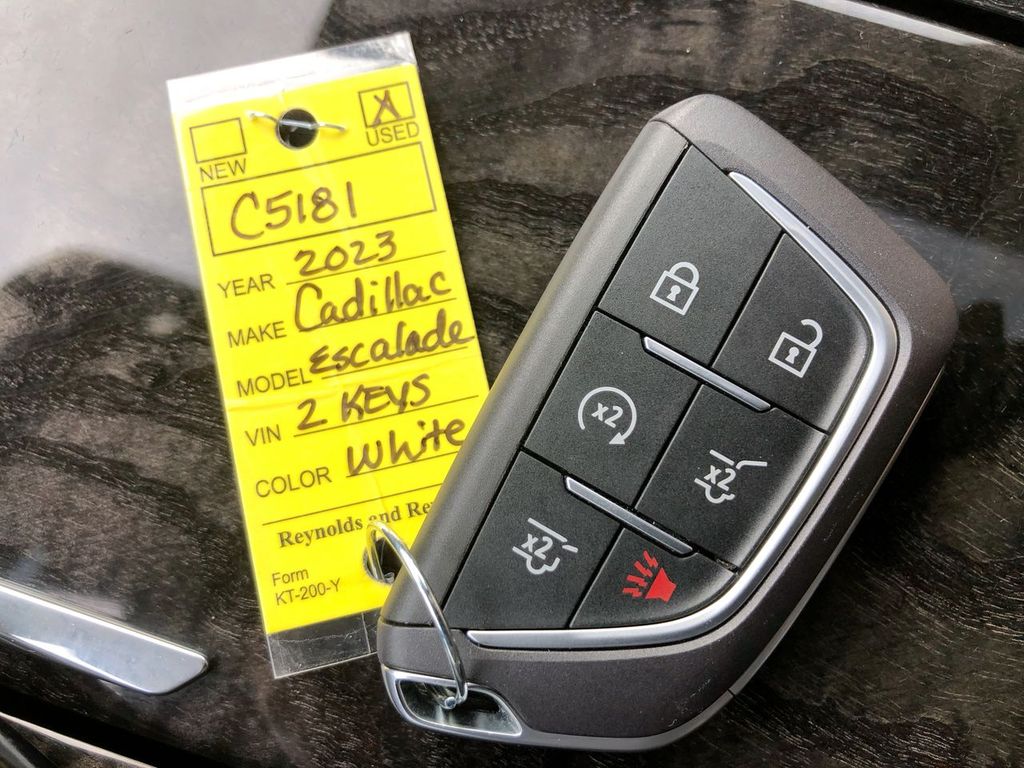 NEW
X
USED
C5181
YEAR 2023
MAKE Cadillac
MODEL Escalade
VIN 2 KEYS
COLOR White
Reynolds and Re
Form
KT-200-Y
x2
x2
x2